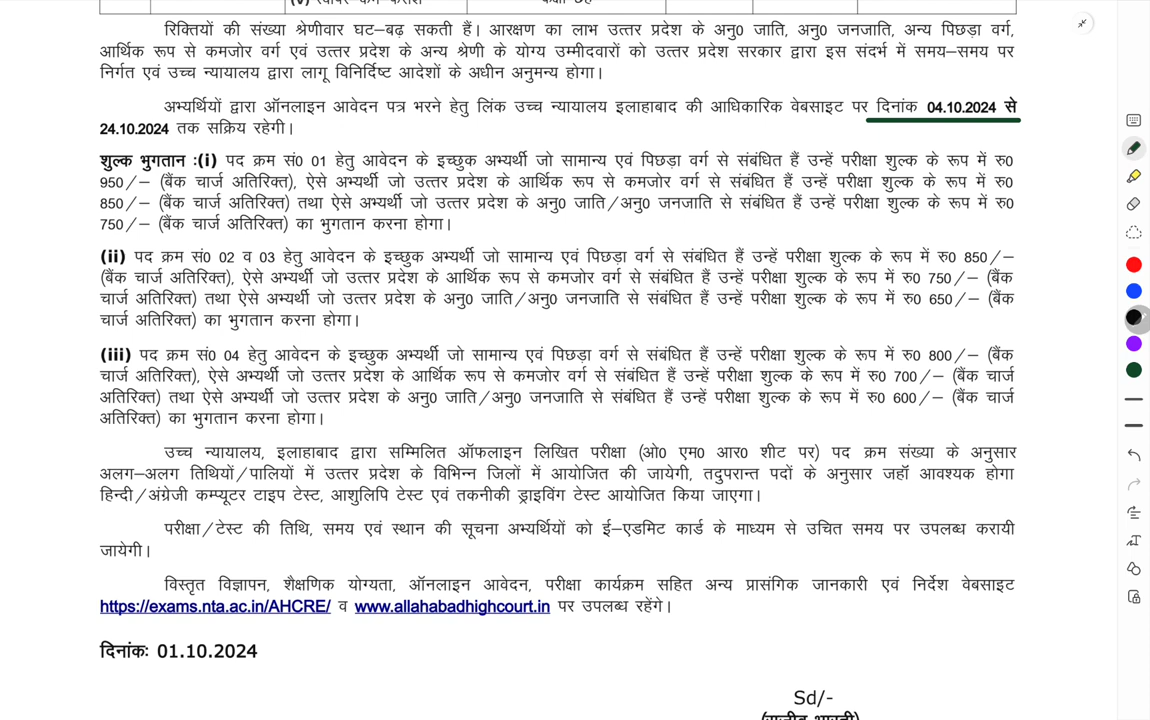 रिक्तियों की संख्या श्रेणीवार घट–बढ़ सकती हैं। आरक्षण का लाभ उत्तर प्रदेश के अनु0 जाति, अनु0 जनजाति, अन्य पिछड़ा वर्ग,
आर्थिक रूप से कमजोर वर्ग एवं उत्तर प्रदेश के अन्य श्रेणी के योग्य उम्मीदवारों को उत्तर प्रदेश सरकार द्वारा इस संदर्भ में समय–समय पर
निर्गत एवं उच्च न्यायालय द्वारा लागू विनिर्दिष्ट आदेशों के अधीन अनुमन्य होगा।
अभ्यर्थियों द्वारा ऑनलाइन आवेदन पत्र भरने हेतु लिंक उच्च न्यायालय इलाहाबाद की आधिकारिक वेबसाइट पर दिनांक 04.10.2024 से
24.10.2024 तक सक्रिय रहेगी।
शुल्क भुगतान :(i) पद क्रम सं0 01 हेतु आवेदन के इच्छुक अभ्यर्थी जो सामान्य एवं पिछड़ा वर्ग से संबंधित हैं उन्हें परीक्षा शुल्क के रूप में रु0
950/– (बैंक चार्ज अतिरिक्त), ऐसे अभ्यर्थी जो उत्तर प्रदेश के आर्थिक रूप से कमजोर वर्ग से संबंधित हैं उन्हें परीक्षा शुल्क के रूप में रु0
850/– (बैंक चार्ज अतिरिक्त) तथा ऐसे अभ्यर्थी जो उत्तर प्रदेश के अनु0 जाति/अनु0 जनजाति से संबंधित हैं उन्हें परीक्षा शुल्क के रूप में रु0
750/– (बैंक चार्ज अतिरिक्त) का भुगतान करना होगा।
(ii) पद क्रम सं0 02 व 03 हेतु आवेदन के इच्छुक अभ्यर्थी जो सामान्य एवं पिछड़ा वर्ग से संबंधित हैं उन्हें परीक्षा शुल्क के रूप में रु0 850/–
(बैंक चार्ज अतिरिक्त), ऐसे अभ्यर्थी जो उत्तर प्रदेश के आर्थिक रूप से कमजोर वर्ग से संबंधित हैं उन्हें परीक्षा शुल्क के रूप में रु0 750/– (बैंक
चार्ज अतिरिक्त) तथा ऐसे अभ्यर्थी जो उत्तर प्रदेश के अनु0 जाति/अनु0 जनजाति से संबंधित हैं उन्हें परीक्षा शुल्क के रूप में रु0 650/– (बैंक
चार्ज अतिरिक्त) का भुगतान करना होगा।
(iii) पद क्रम सं0 04 हेतु आवेदन के इच्छुक अभ्यर्थी जो सामान्य एवं पिछड़ा वर्ग से संबंधित हैं उन्हें परीक्षा शुल्क के रूप में रु0 800/– (बैंक
चार्ज अतिरिक्त), ऐसे अभ्यर्थी जो उत्तर प्रदेश के आर्थिक रूप से कमजोर वर्ग से संबंधित हैं उन्हें परीक्षा शुल्क के रूप में रु0 700/– (बैंक चार्ज
अतिरिक्त) तथा ऐसे अभ्यर्थी जो उत्तर प्रदेश के अनु0 जाति/अनु0 जनजाति से संबंधित हैं उन्हें परीक्षा शुल्क के रूप में रु0 600/– (बैंक चार्ज
अतिरिक्त) का भुगतान करना होगा।
उच्च न्यायालय, इलाहाबाद द्वारा सम्मिलित ऑफलाइन लिखित परीक्षा (ओ0 एम0 आर0 शीट पर) पद क्रम संख्या के अनुसार
अलग–अलग तिथियों/पालियों में उत्तर प्रदेश के विभिन्न जिलों में आयोजित की जायेगी, तदुपरान्त पदों के अनुसार जहॉं आवश्यक होगा
हिन्दी/अंग्रेजी कम्प्यूटर टाइप टेस्ट, आशुलिपि टेस्ट एवं तकनीकी ड्राइविंग टेस्ट आयोजित किया जाएगा।
परीक्षा/टेस्ट की तिथि, समय एवं स्थान की सूचना अभ्यर्थियों को ई–एडमिट कार्ड के माध्यम से उचित समय पर उपलब्ध करायी
जायेगी।
विस्तृत विज्ञापन, शैक्षणिक योग्यता, ऑनलाइन आवेदन, परीक्षा कार्यक्रम सहित अन्य प्रासंगिक जानकारी एवं निर्देश वेबसाइट
https://exams.nta.ac.in/AHCRE/ व www.allahabadhighcourt.in पर उपलब्ध रहेंगे।
दिनांकः 01.10.2024
Sd/-